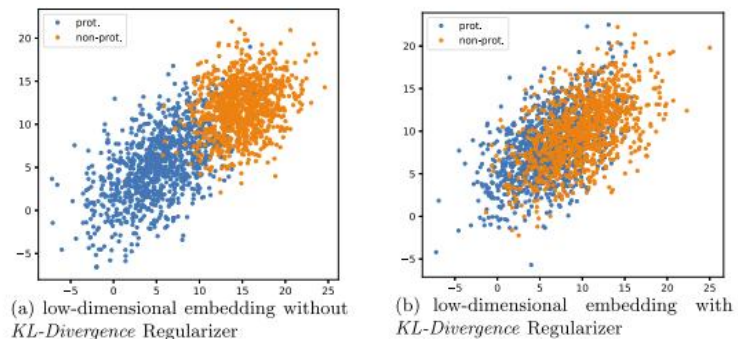 prot.
non-prot.
20
15
10
5
0
−5
−5 0 5 10 15 20 25
(a) low-dimensional embedding without
KL-Divergence Regularizer
prot.
non-prot.
20
15
10
5
0
−5
−5 0 5 10 15 20 25
(b) low-dimensional embedding with
KL-Divergence Regularizer